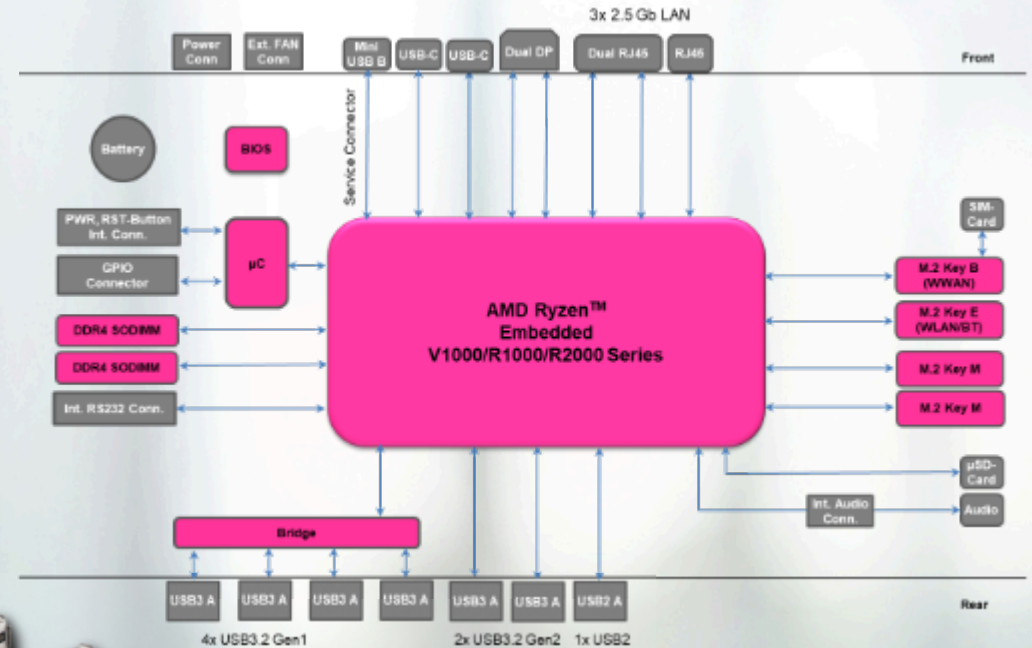 3x 2.5 Gb LAN
Power
Conn
Ext. FAN
Conn
Mini
USB B
USB-C
USB-C
Dual DP
Dual RJ45
RJ45
Front
Service Connector
Battery
BIOS
PWR, RST-Button
Int. Conn.
GPIO
Connector
µC
DDR4 SODIMM
DDR4 SODIMM
Int. RS232 Conn.
AMD Ryzen™
Embedded
V1000/R1000/R2000 Series
SIM-
Card
M.2 Key B
(WWAN)
M.2 Key E
(WLAN/BT)
M.2 Key M
M.2 Key M
µSD-
Card
Int. Audio
Conn.
Audio
Bridge
USB3 A
USB3 A
USB3 A
USB3 A
USB3 A
USB3 A
USB2 A
Rear
4x USB3.2 Gen1
2x USB3.2 Gen2
1x USB2